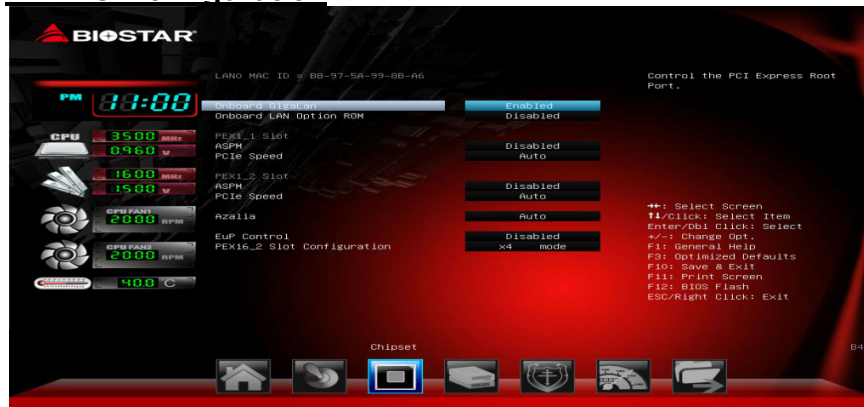 BIOSTAR
LAN0 MAC ID = B8-97-5A-99-8B-A6
Control the PCI Express Root
Port.
PM 11:00
Onboard GigaLan Enabled
Onboard LAN Option ROM Disabled
CPU 3500 MHz
0.960 V
PEX1_1 Slot
ASPM Disabled
PCIe Speed Auto
1600 MHz
1.500 V
PEX1_2 Slot
ASPM Disabled
PCIe Speed Auto
CPU FAN1
2000 RPM
Azalia Auto
EuP Control Disabled
PEX16_2 Slot Configuration x4 mode
CPU FAN2
2000 RPM
40.0 C
→←: Select Screen
↑↓/Click: Select Item
Enter/Dbl Click: Select
+/-: Change Opt.
F1: General Help
F3: Optimized Defaults
F10: Save & Exit
F11: Print Screen
F12: BIOS Flash
ESC/Right Click: Exit
Chipset
B4